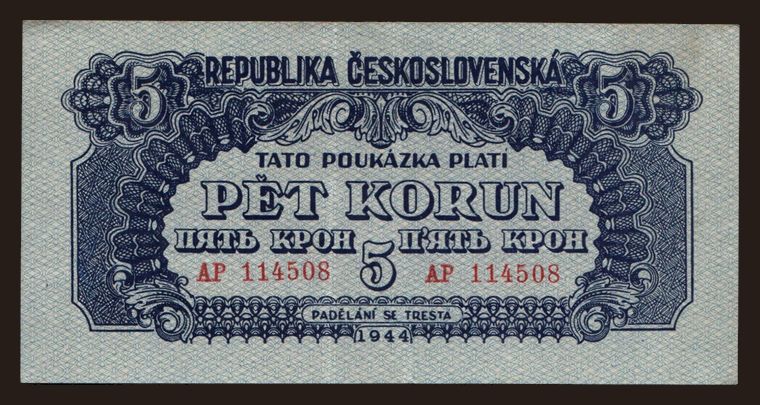 REPUBLIKA ČESKOSLOVENSKÁ
5 5
TATO POUKÁZKA PLATÍ
PĚT KORUN
ПЯТЬ КРОН П'ЯТЬ КРОН
5
AP 114508 AP 114508
PADĚLÁNÍ SE TRESTÁ
1944